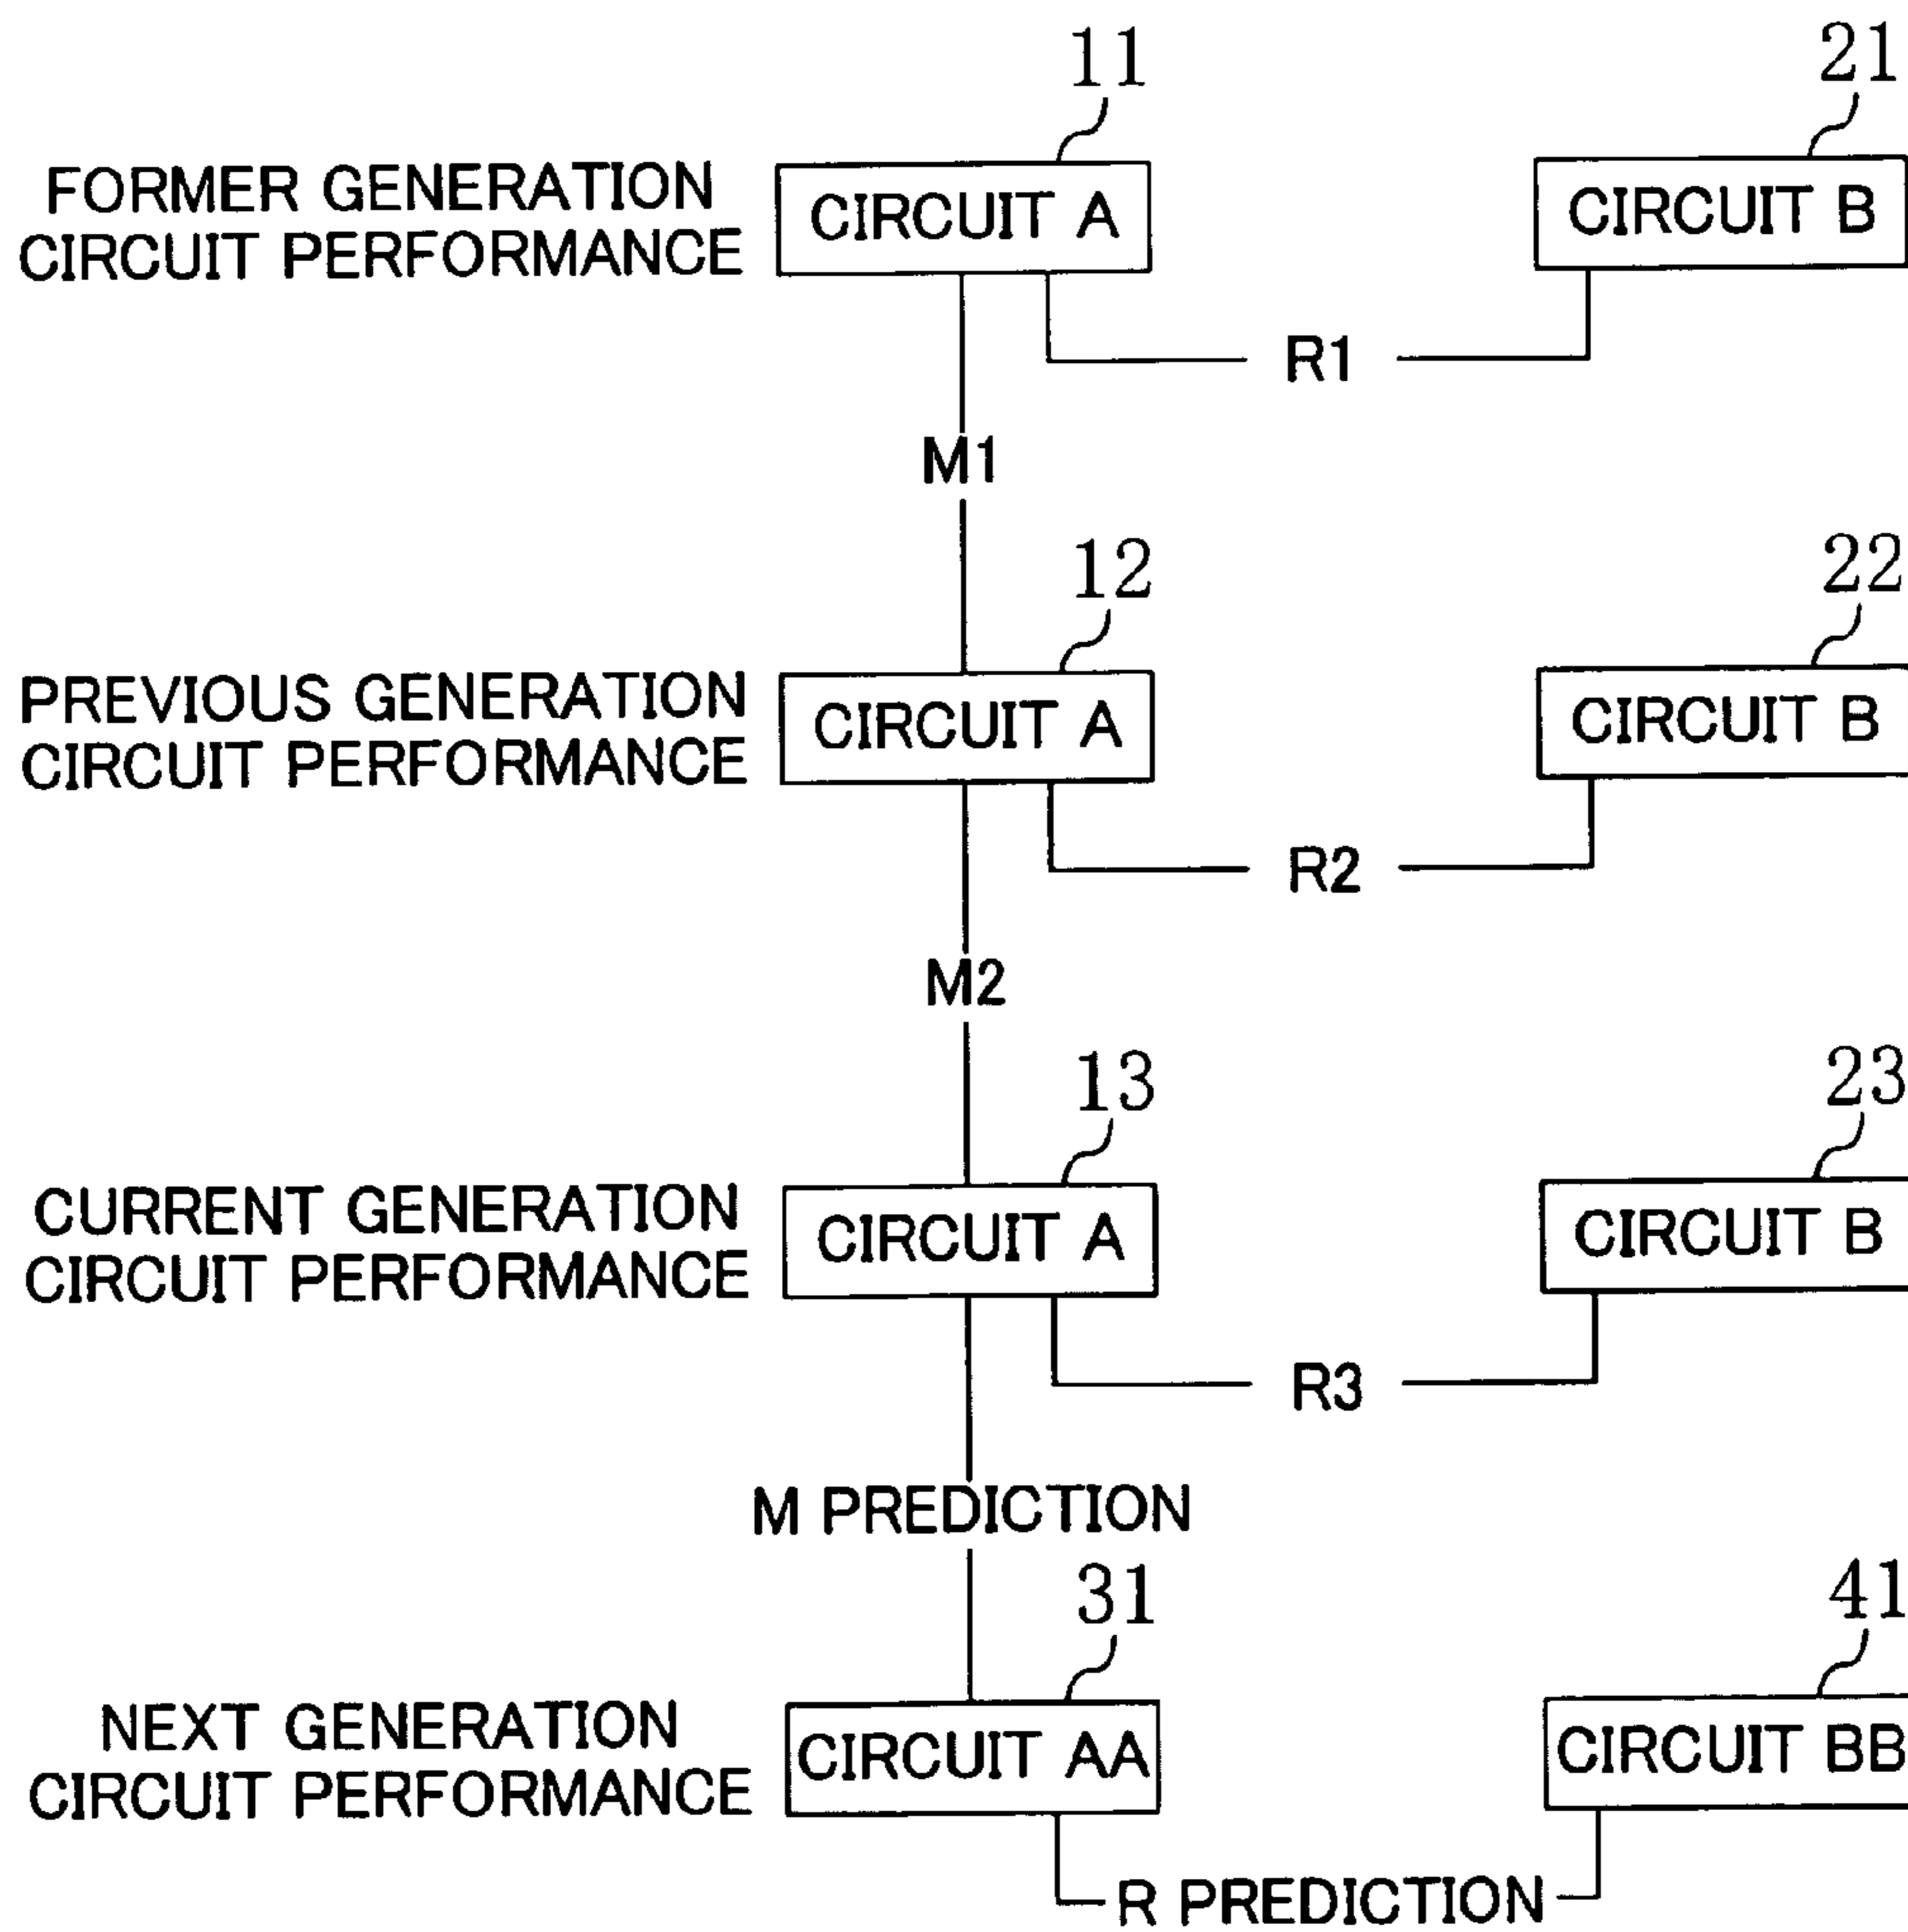 11
21
FORMER GENERATION
CIRCUIT PERFORMANCE
CIRCUIT A
CIRCUIT B
R1
M1
12
22
PREVIOUS GENERATION
CIRCUIT PERFORMANCE
CIRCUIT A
CIRCUIT B
R2
M2
13
23
CURRENT GENERATION
CIRCUIT PERFORMANCE
CIRCUIT A
CIRCUIT B
R3
M PREDICTION
31
41
NEXT GENERATION
CIRCUIT PERFORMANCE
CIRCUIT AA
CIRCUIT BB
R PREDICTION